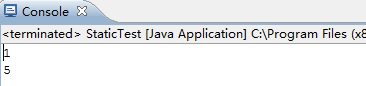 Console
<terminated> StaticTest [Java Application] C:\Program Files (x8
1
5